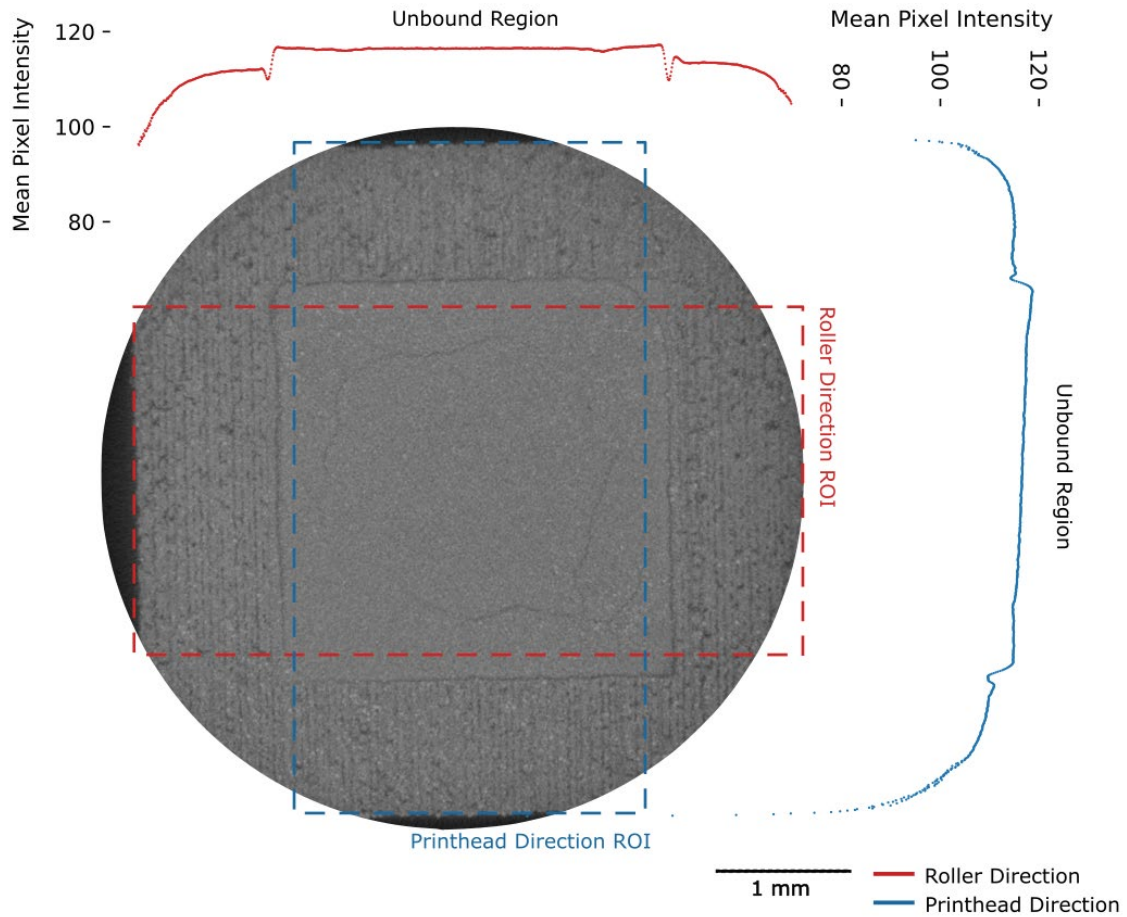 Unbound Region
Mean Pixel Intensity
120
100
80
Mean Pixel Intensity
80
100
120
Roller Direction ROI
Unbound Region
Printhead Direction ROI
1 mm
Roller Direction
Printhead Direction